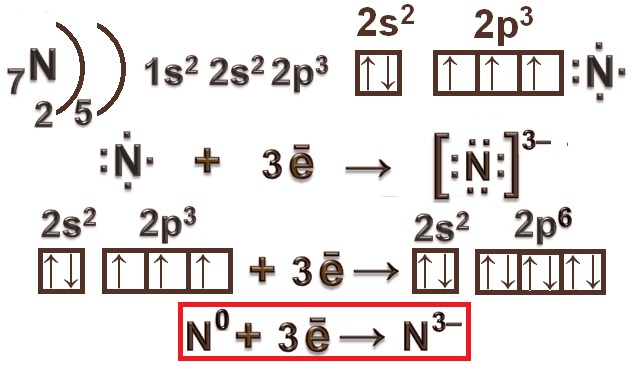 2s² 2p³
₇N 1s² 2s² 2p³ ↑↓ ↑ ↑ ↑ N
2 5
N + 3ē → [N]³⁻
2s² 2p³ 2s² 2p⁶
↑↓ ↑ ↑ ↑ + 3ē → ↑↓ ↑↓ ↑↓ ↑↓
N⁰ + 3ē → N³⁻